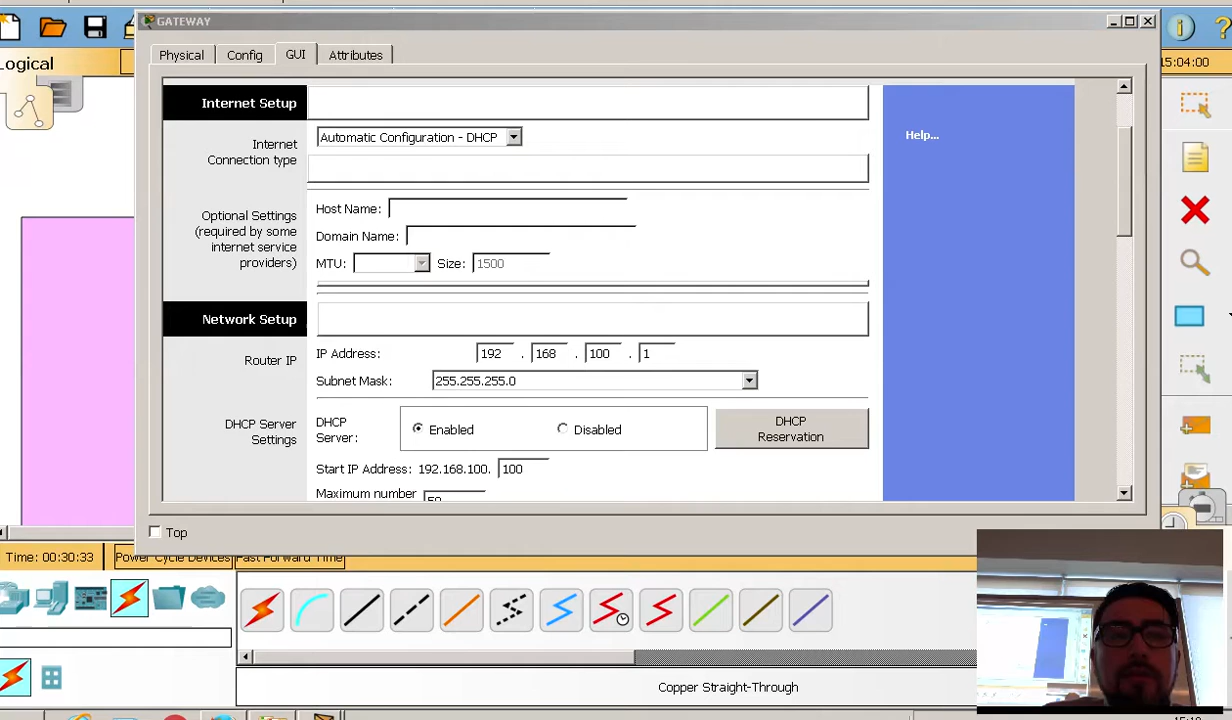 GATEWAY
Physical
Config
GUI
Attributes
Logical
15:04:00
Internet Setup
Internet
Connection type
Automatic Configuration - DHCP
Help...
Optional Settings
(required by some
internet service
providers)
Host Name:
Domain Name:
MTU:
Size: 1500
Network Setup
Router IP
IP Address: 192 . 168 . 100 . 1
Subnet Mask: 255.255.255.0
DHCP Server
Settings
DHCP
Server:
Enabled
Disabled
DHCP
Reservation
Start IP Address: 192.168.100. 100
Maximum number
50
Top
Time: 00:30:33
Power Cycle Devices
Fast Forward Time
Copper Straight-Through